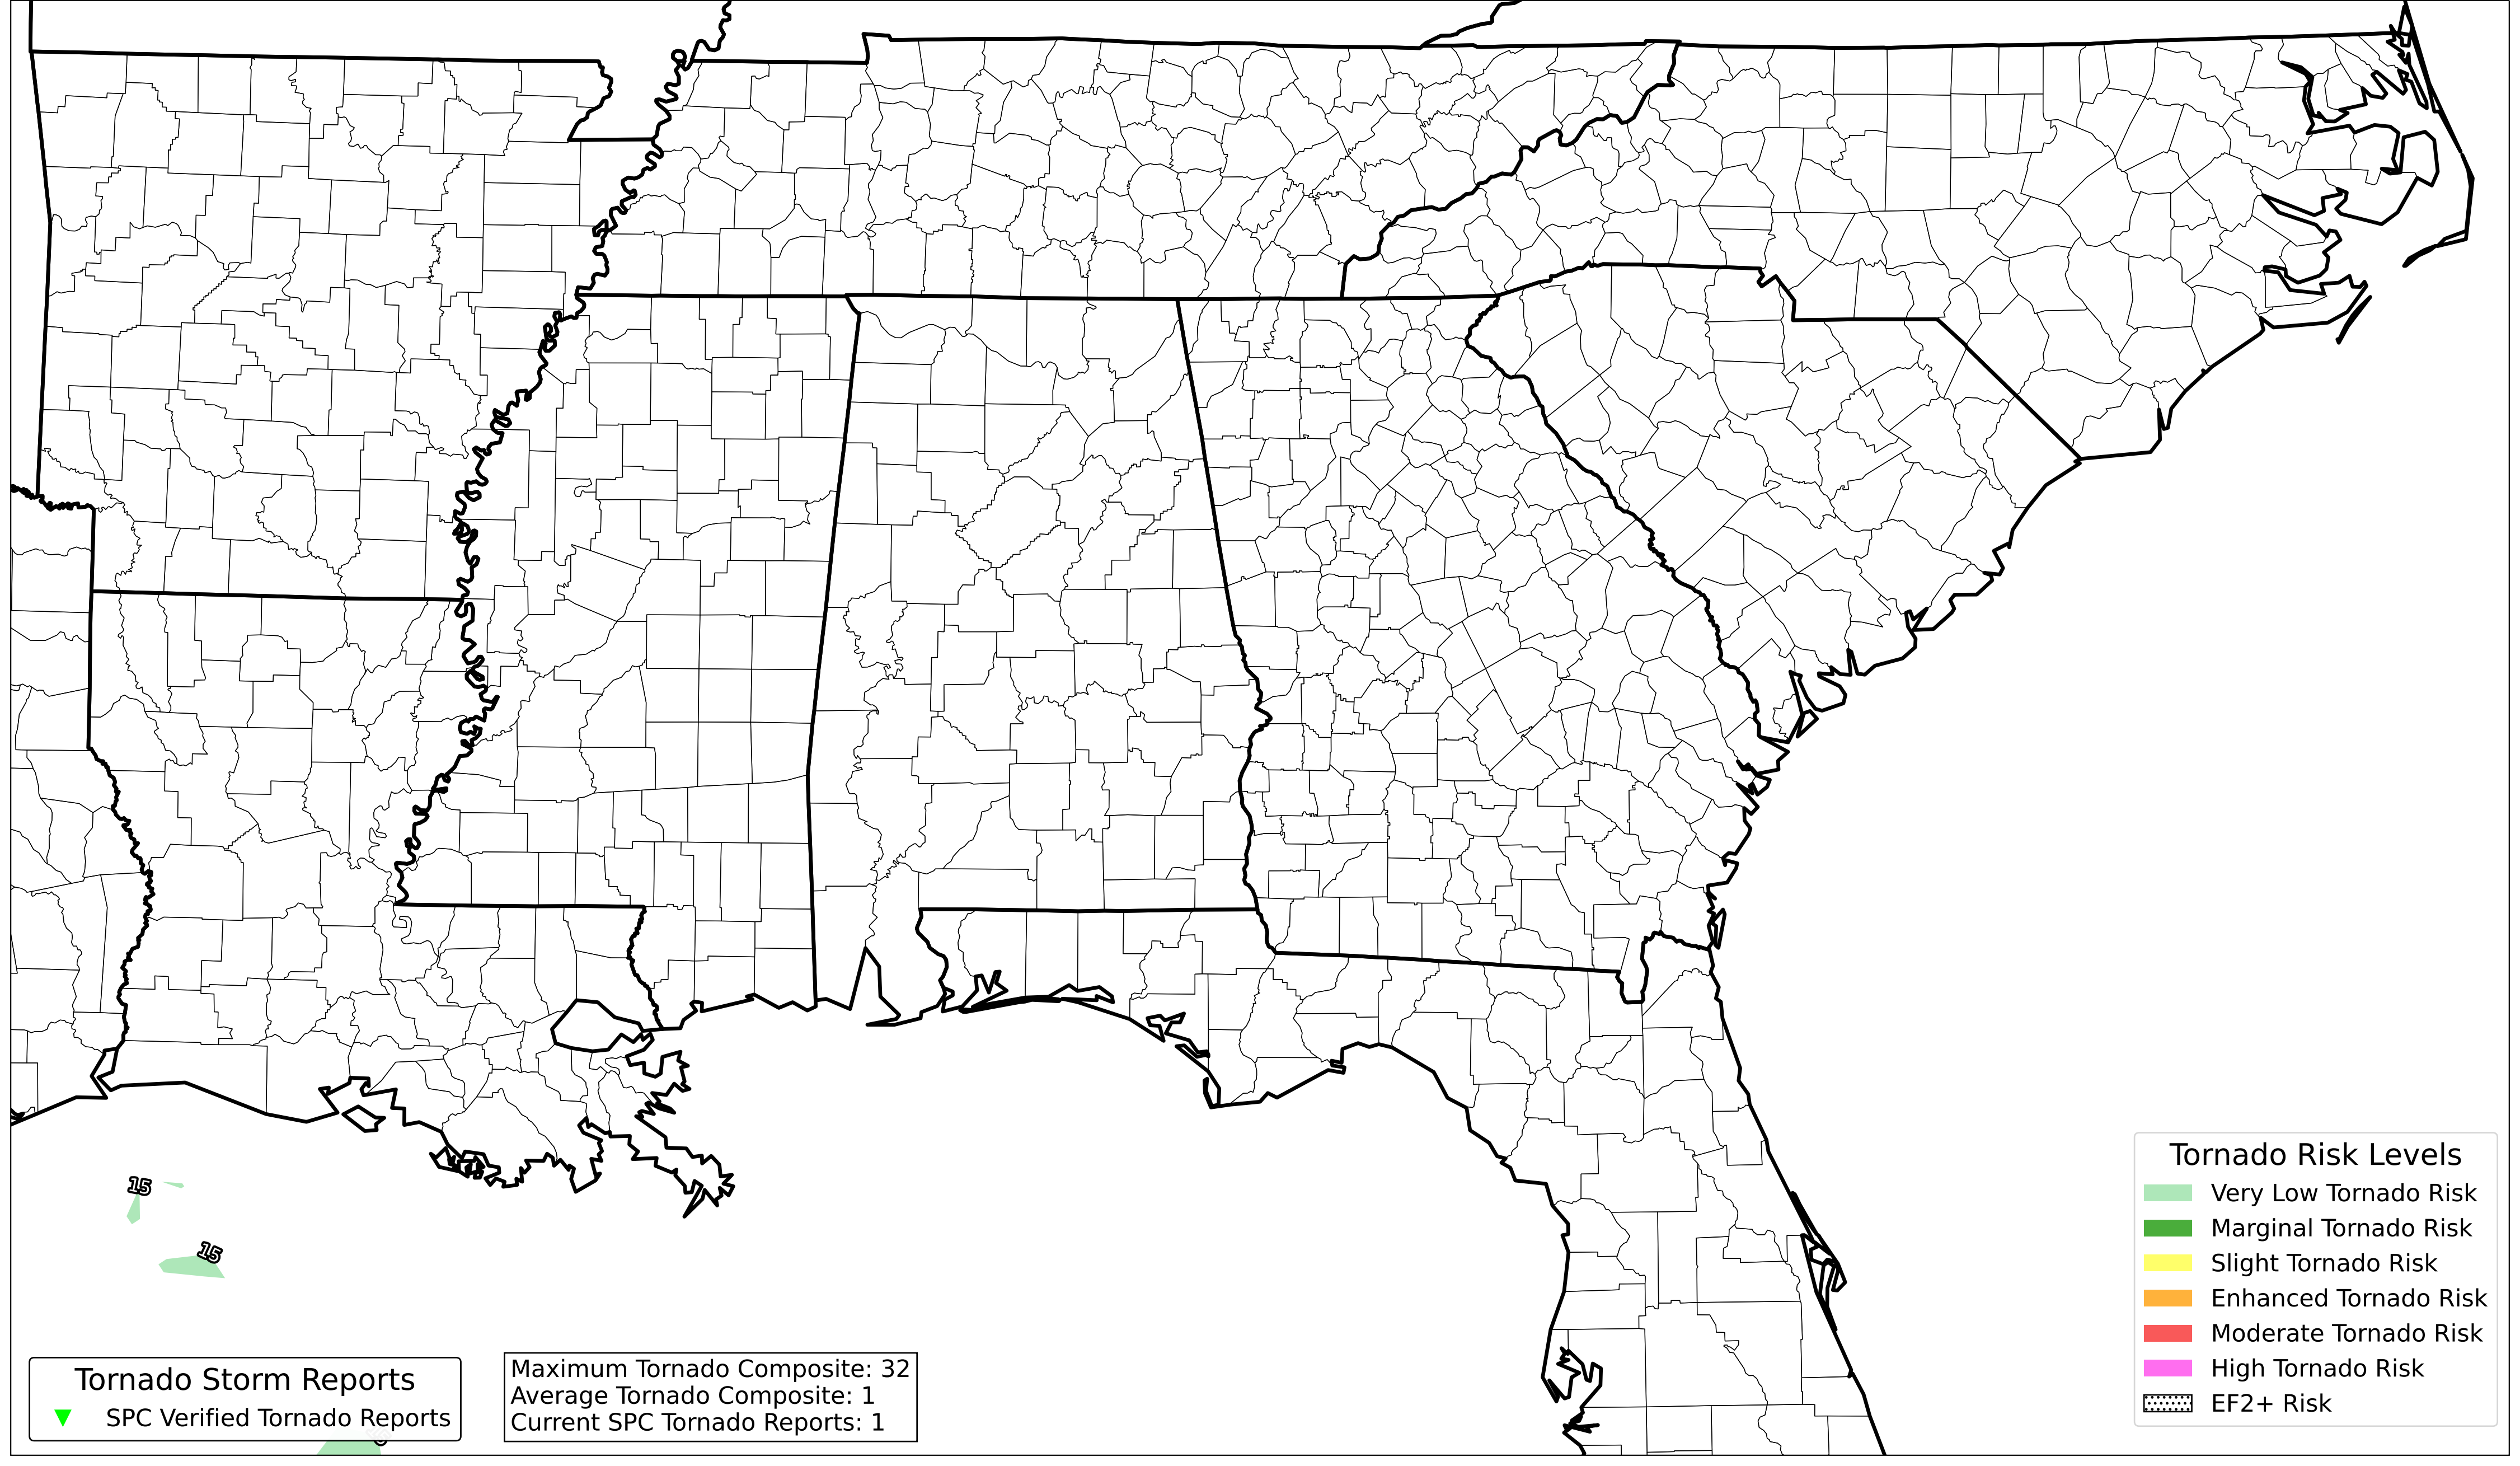 15
15
Tornado Storm Reports
SPC Verified Tornado Reports
Maximum Tornado Composite: 32
Average Tornado Composite: 1
Current SPC Tornado Reports: 1
Tornado Risk Levels
Very Low Tornado Risk
Marginal Tornado Risk
Slight Tornado Risk
Enhanced Tornado Risk
Moderate Tornado Risk
High Tornado Risk
EF2+ Risk